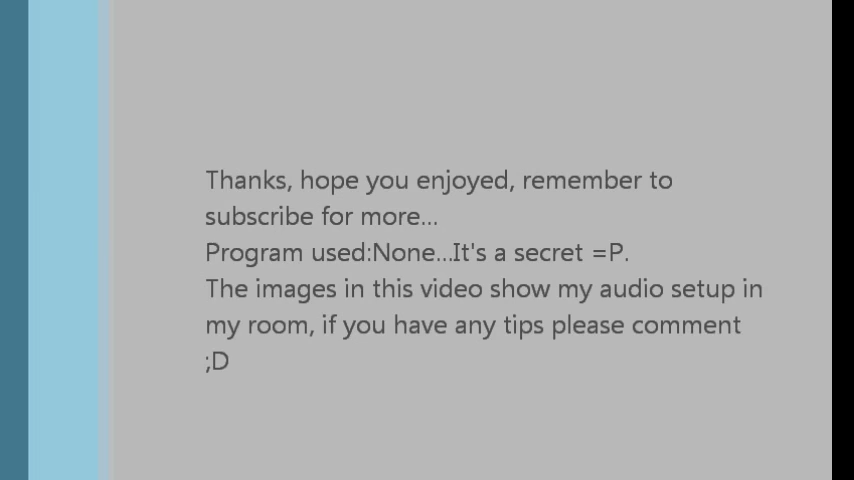 Thanks, hope you enjoyed, remember to
subscribe for more...
Program used:None...It's a secret =P.
The images in this video show my audio setup in
my room, if you have any tips please comment
;D